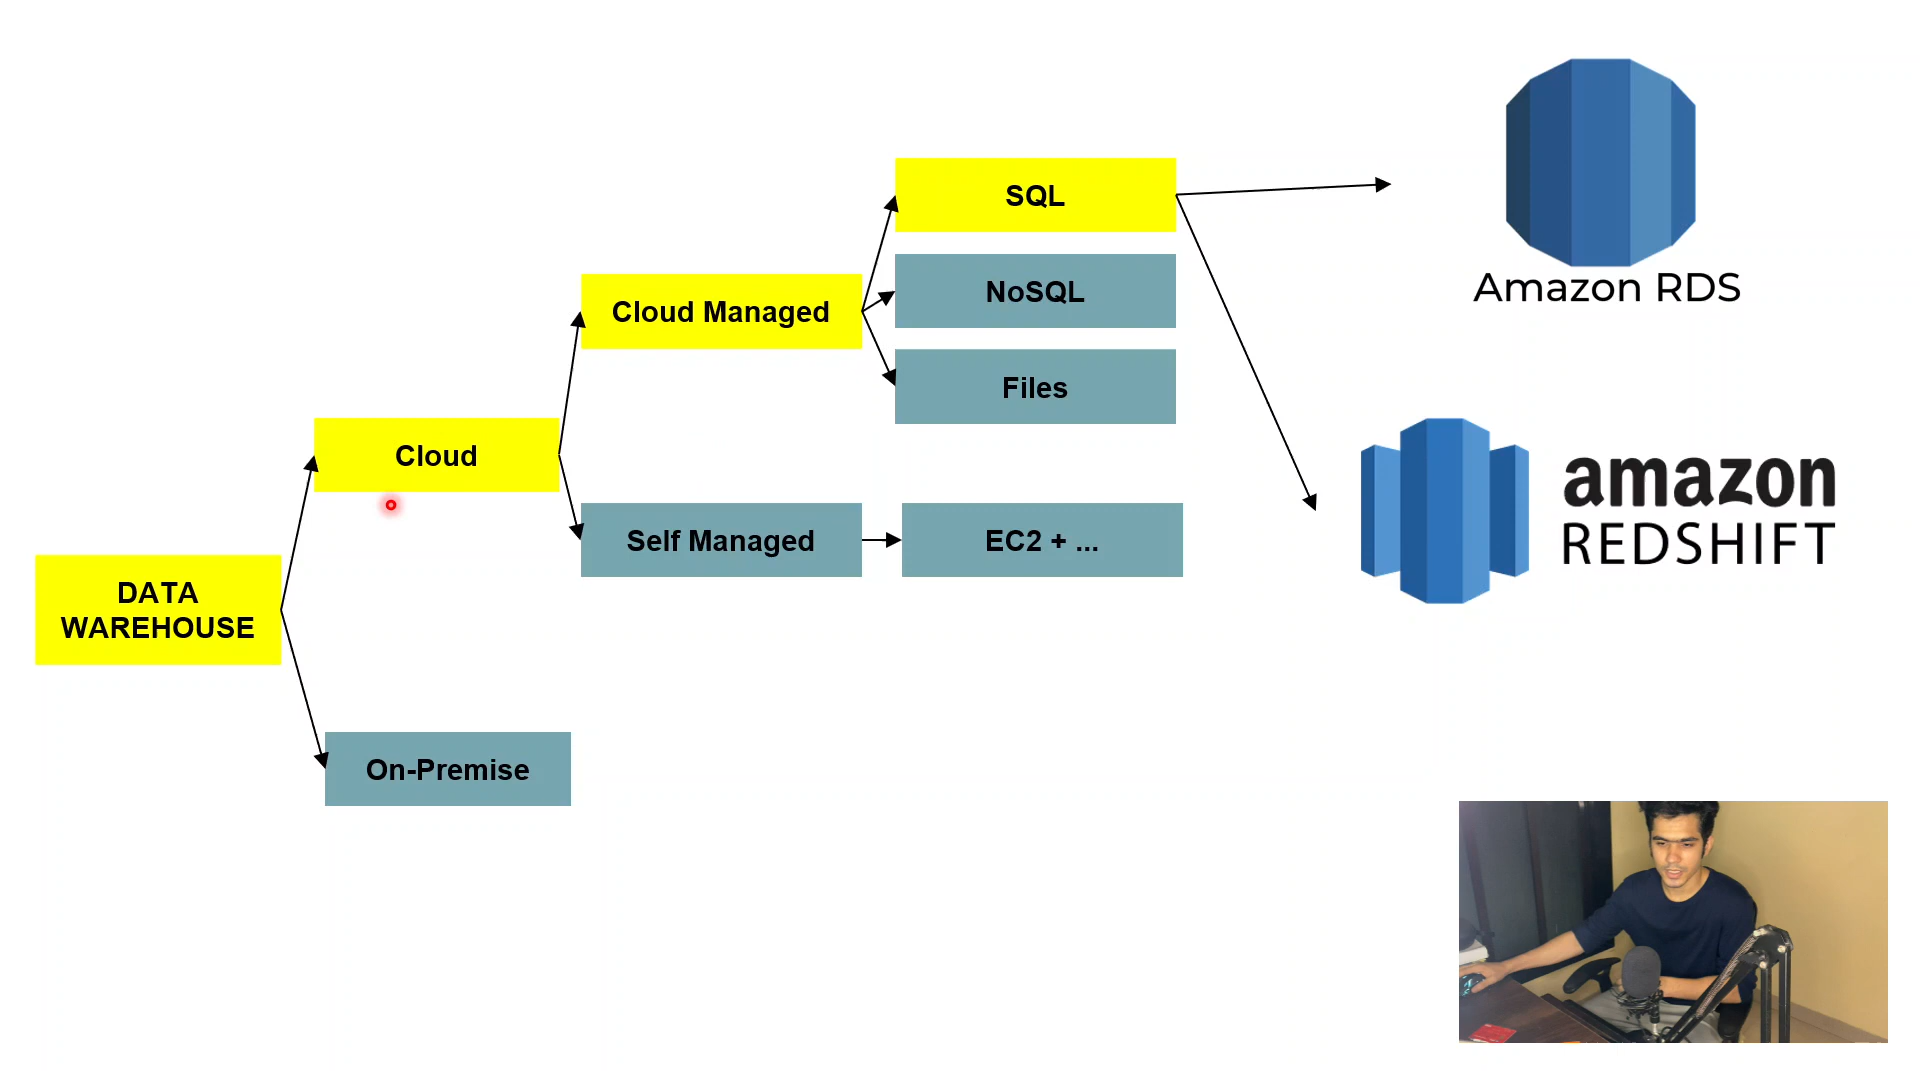 SQL
Amazon RDS
NoSQL
Cloud Managed
Files
Cloud
amazon
REDSHIFT
Self Managed
EC2 + ...
DATA
WAREHOUSE
On-Premise